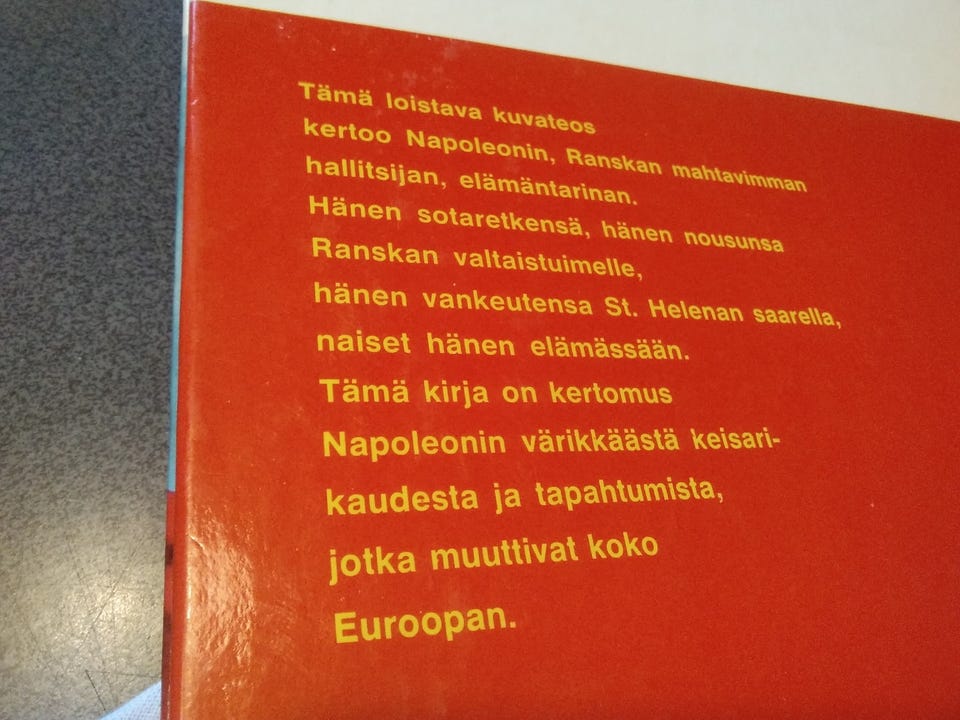 Tämä loistava kuvateos
kertoo Napoleonin, Ranskan mahtavimman
hallitsijan, elämäntarinan.
Hänen sotaretkensä, hänen nousunsa
Ranskan valtaistuimelle,
hänen vankeutensa St. Helenan saarella,
naiset hänen elämässään.
Tämä kirja on kertomus
Napoleonin värikkäästä keisari-
kaudesta ja tapahtumista,
jotka muuttivat koko
Euroopan.